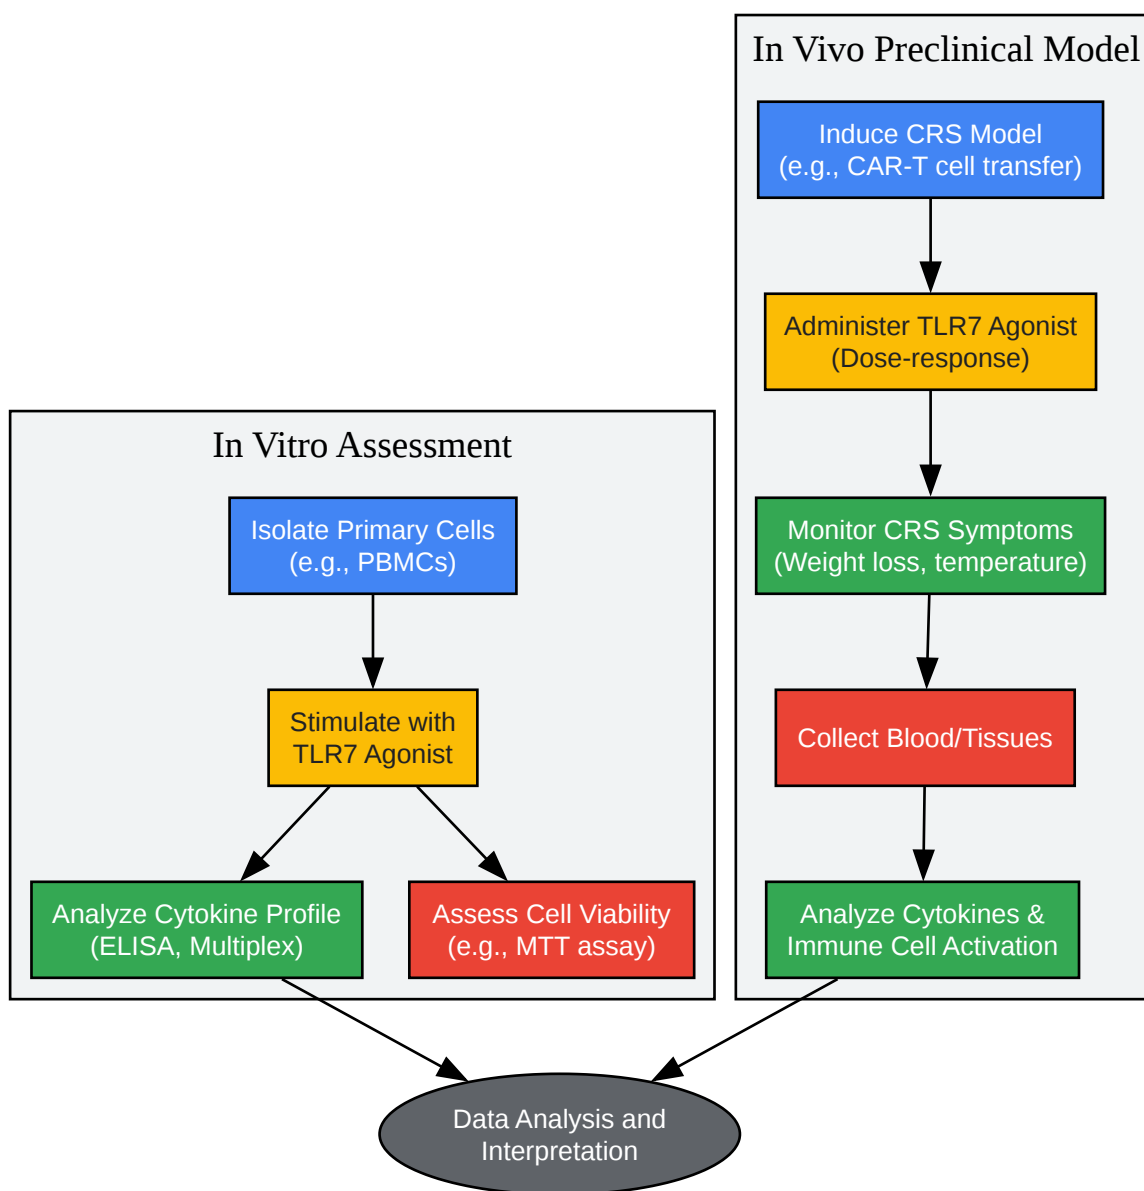 In Vivo Preclinical Model
Induce CRS Model
(e.g., CAR-T cell transfer)
Administer TLR7 Agonist
(Dose-response)
Monitor CRS Symptoms
(Weight loss, temperature)
Collect Blood/Tissues
Analyze Cytokines &
Immune Cell Activation
In Vitro Assessment
Isolate Primary Cells
(e.g., PBMCs)
Stimulate with
TLR7 Agonist
Analyze Cytokine Profile
(ELISA, Multiplex)
Assess Cell Viability
(e.g., MTT assay)
Data Analysis and
Interpretation